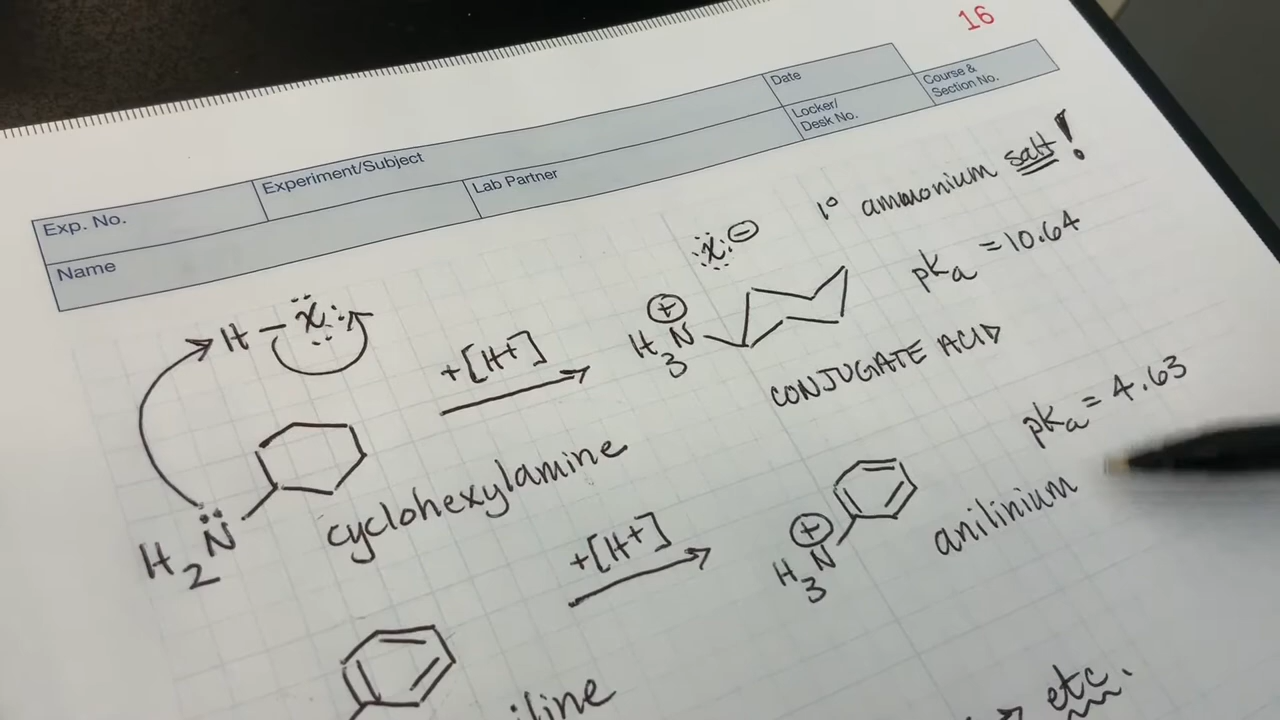 16
Exp. No.
Experiment/Subject
Date
Name
Lab Partner
Locker/
Desk No.
Course &
Section No.
1° ammonium salt!
:Ẍ:⊖
pKa = 10.64
H–Ẍ:
+[H+]
⊕
H3N
CONJUGATE ACID
H2N̈
cyclohexylamine
pKa = 4.63
+[H+]
⊕
H3N
anilinium
etc.